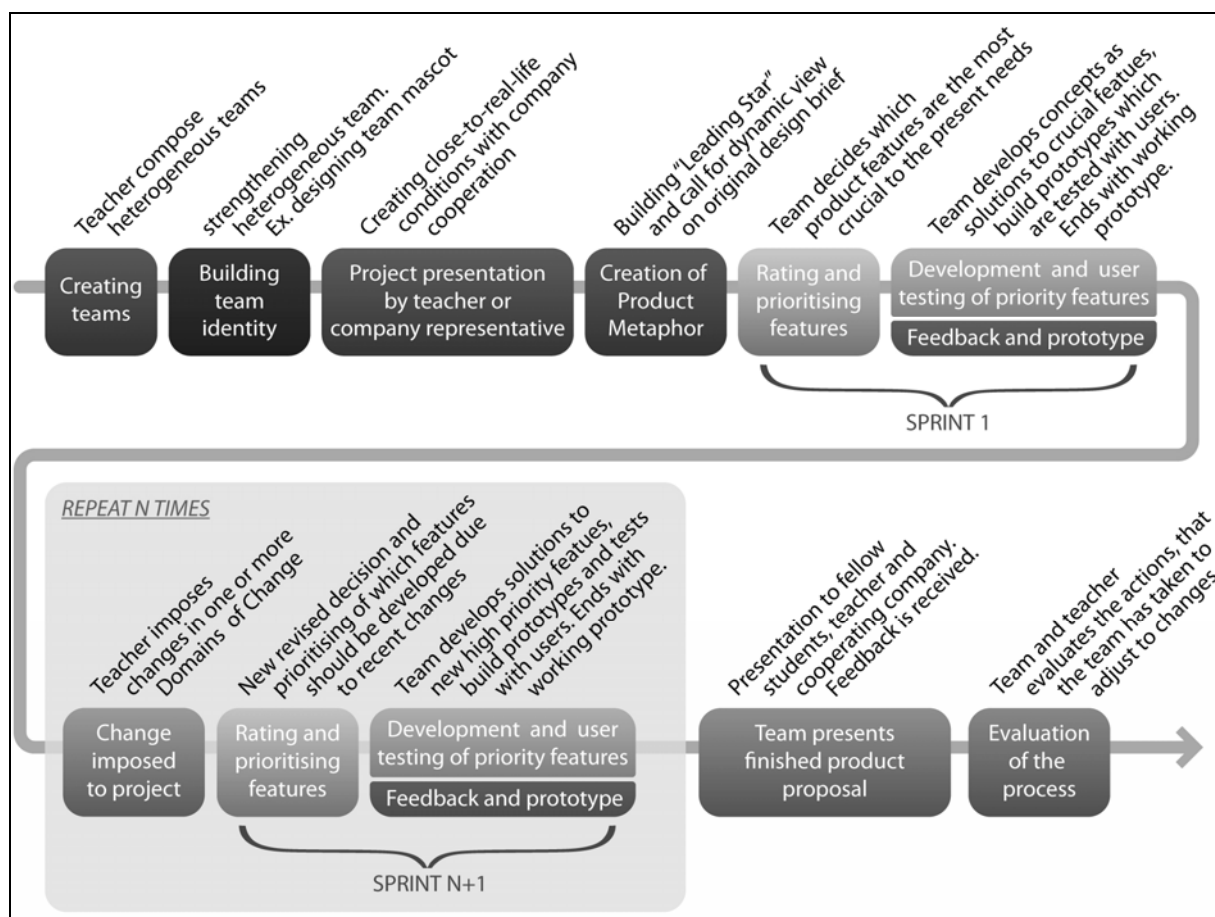 Teacher compose
heterogeneous teams
strengthening
heterogeneous team.
Ex. designing team mascot
Creating close-to-real-life
conditions with company
cooperation
Building “Leading Star”
and call for dynamic view
on original design brief
Team decides which
product features are the most
crucial to the present needs
Team develops concepts as
solutions to crucial featues,
build prototypes which
are tested with users.
Ends with working
prototype.
Creating
teams
Building
team
identity
Project presentation
by teacher or
company representative
Creation of
Product
Metaphor
Rating and
prioritising
features
Development and user
testing of priority features
Feedback and prototype
SPRINT 1
REPEAT N TIMES
Teacher imposes
changes in one or more
Domains of Change
New revised decision and
prioritising of which features
should be developed due
to recent changes
Team develops solutions to
new high priority featues,
build prototypes and tests
with users. Ends with
working prototype.
Presentation to fellow
students, teacher and
cooperating company.
Feedback is received.
Team and teacher
evaluates the actions, that
the team has taken to
adjust to changes
Change
imposed
to project
Rating and
prioritising
features
Development and user
testing of priority features
Feedback and prototype
Team presents
finished product
proposal
Evaluation
of the
process
SPRINT N+1